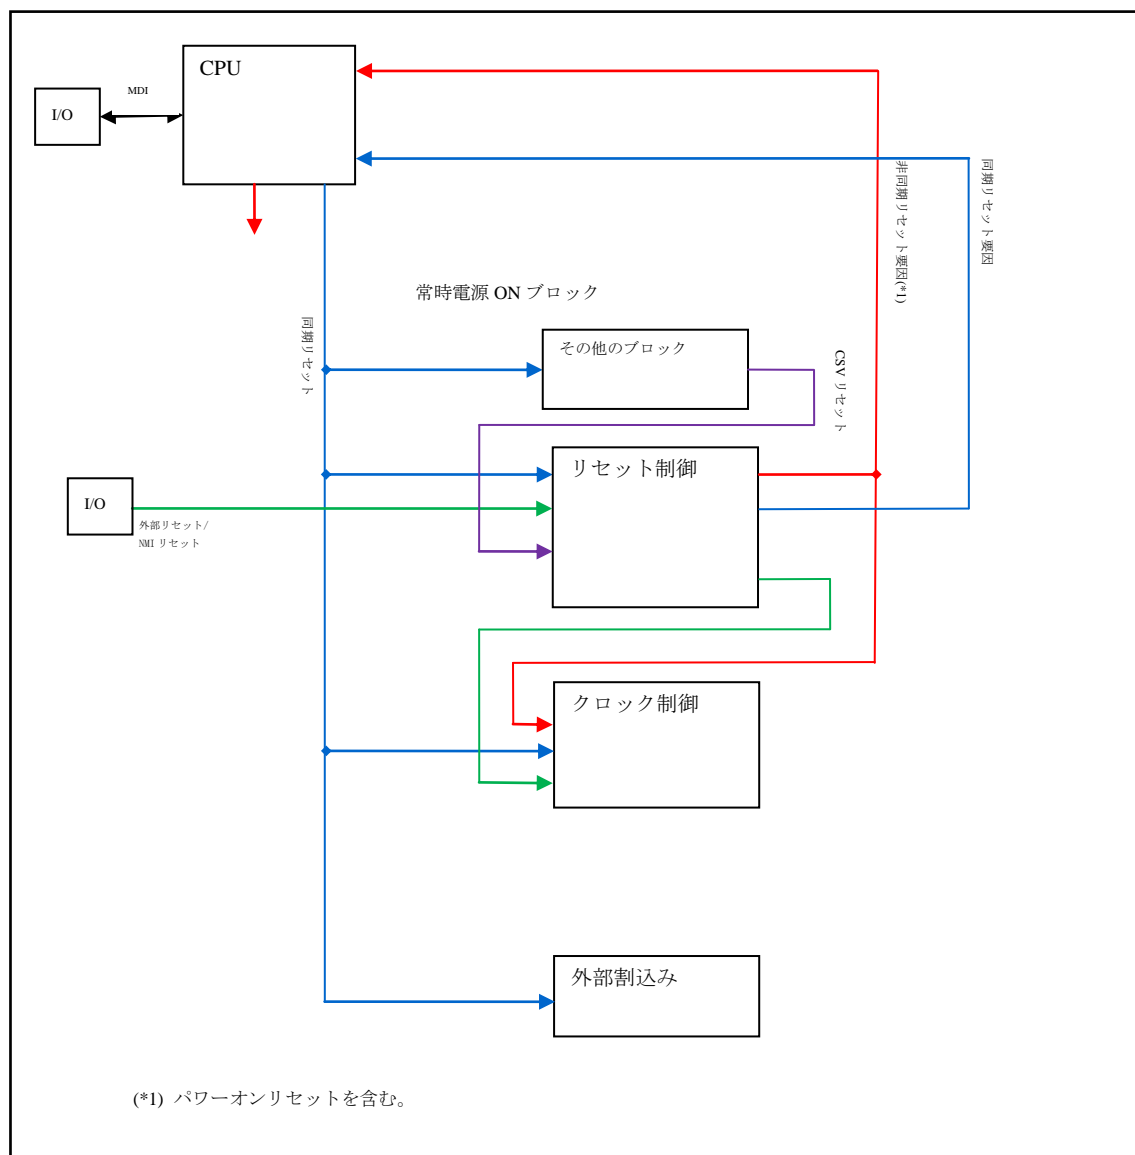 CPU
MDI
I/O
非同期リセット要因(*1)
同期リセット要因
常時電源 ON ブロック
同期リセット
その他のブロック
CSV リセット
リセット制御
I/O
外部リセット/
NMI リセット
クロック制御
外部割込み
(*1) パワーオンリセットを含む。